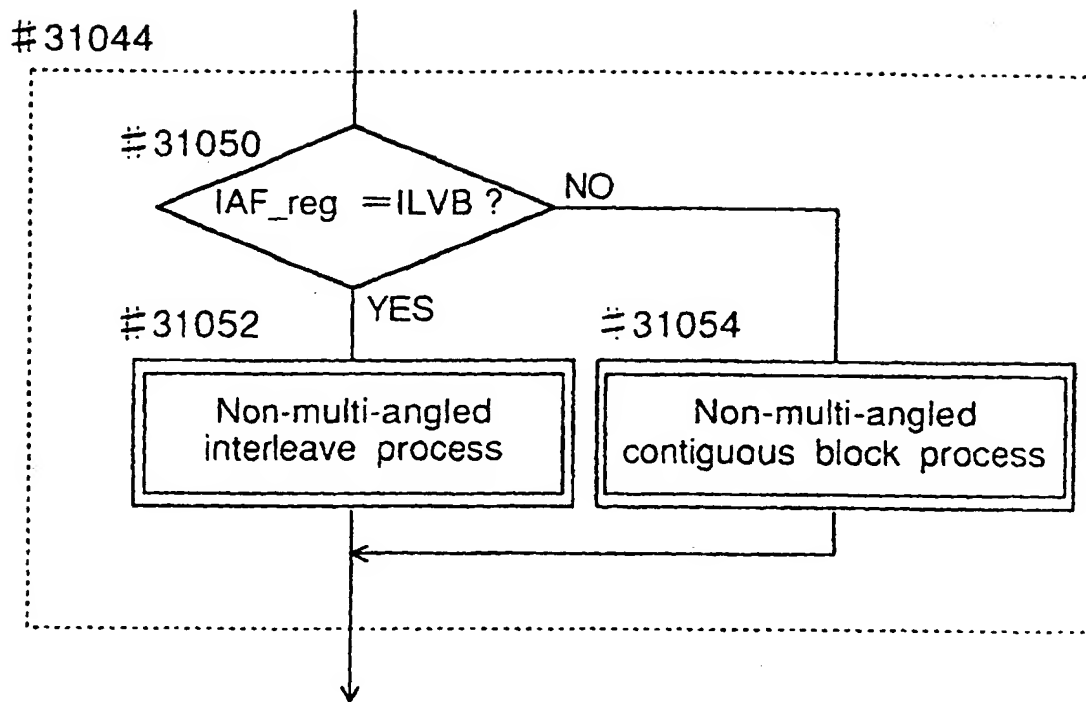 #31044
#31050
IAF_reg =ILVB ?
NO
YES
#31052
#31054
Non-multi-angled
interleave process
Non-multi-angled
contiguous block process